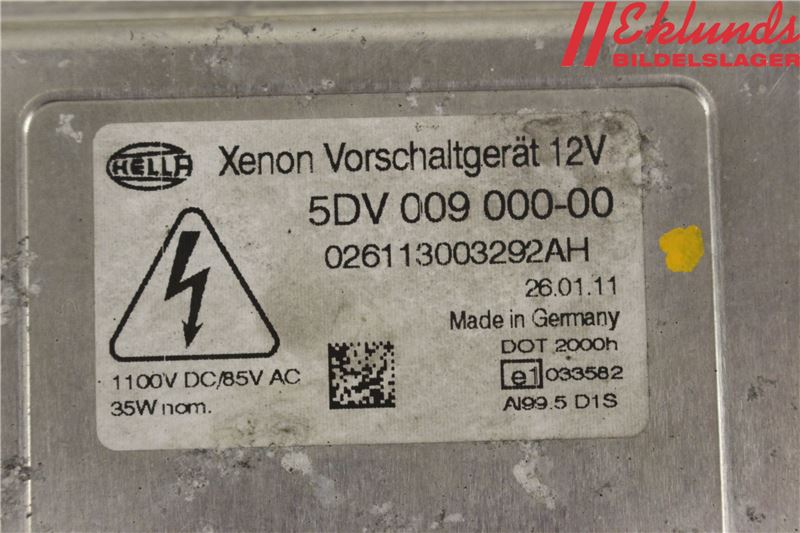 Eklunds
BILDELSLAGER
HELLA
Xenon Vorschaltgerät 12V
5DV 009 000-00
026113003292AH
26.01.11
Made in Germany
DOT 2000h
e1 033582
Al99.5 D1S
1100V DC/85V AC
35W nom.